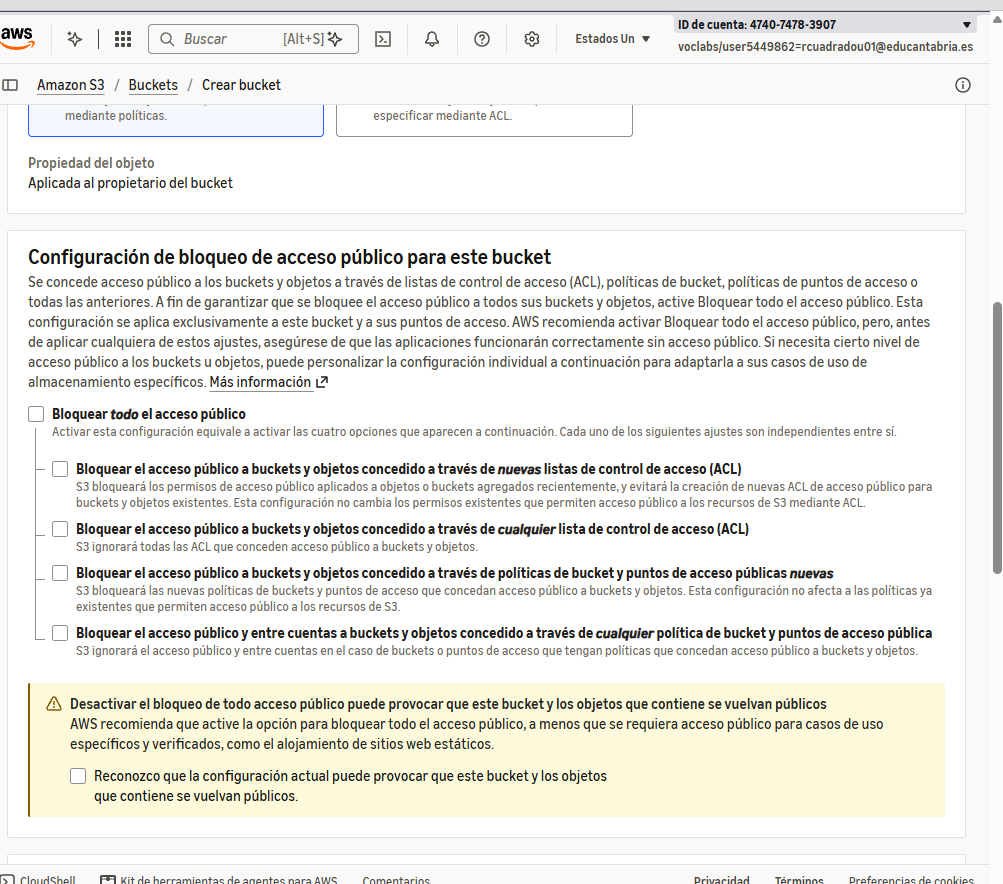 aws
Buscar
[Alt+S]
Estados Un
ID de cuenta: 4740-7478-3907
voclabs/user5449862=rcuadradou01@educantabria.es
Amazon S3 / Buckets / Crear bucket
mediante políticas.
especificar mediante ACL.
Propiedad del objeto
Aplicada al propietario del bucket
Configuración de bloqueo de acceso público para este bucket
Se concede acceso público a los buckets y objetos a través de listas de control de acceso (ACL), políticas de bucket, políticas de puntos de acceso o
todas las anteriores. A fin de garantizar que se bloquee el acceso público a todos sus buckets y objetos, active Bloquear todo el acceso público. Esta
configuración se aplica exclusivamente a este bucket y a sus puntos de acceso. AWS recomienda activar Bloquear todo el acceso público, pero, antes
de aplicar cualquiera de estos ajustes, asegúrese de que las aplicaciones funcionarán correctamente sin acceso público. Si necesita cierto nivel de
acceso público a los buckets u objetos, puede personalizar la configuración individual a continuación para adaptarla a sus casos de uso de
almacenamiento específicos. Más información
Bloquear todo el acceso público
Activar esta configuración equivale a activar las cuatro opciones que aparecen a continuación. Cada uno de los siguientes ajustes son independientes entre sí.
Bloquear el acceso público a buckets y objetos concedido a través de nuevas listas de control de acceso (ACL)
S3 bloqueará los permisos de acceso público aplicados a objetos o buckets agregados recientemente, y evitará la creación de nuevas ACL de acceso público para
buckets y objetos existentes. Esta configuración no cambia los permisos existentes que permiten acceso público a los recursos de S3 mediante ACL.
Bloquear el acceso público a buckets y objetos concedido a través de cualquier lista de control de acceso (ACL)
S3 ignorará todas las ACL que conceden acceso público a buckets y objetos.
Bloquear el acceso público a buckets y objetos concedido a través de políticas de bucket y puntos de acceso públicas nuevas
S3 bloqueará las nuevas políticas de buckets y puntos de acceso que concedan acceso público a buckets y objetos. Esta configuración no afecta a las políticas ya
existentes que permiten acceso público a los recursos de S3.
Bloquear el acceso público y entre cuentas a buckets y objetos concedido a través de cualquier política de bucket y puntos de acceso pública
S3 ignorará el acceso público y entre cuentas en el caso de buckets o puntos de acceso que tengan políticas que concedan acceso público a buckets y objetos.
Desactivar el bloqueo de todo acceso público puede provocar que este bucket y los objetos que contiene se vuelvan públicos
AWS recomienda que active la opción para bloquear todo el acceso público, a menos que se requiera acceso público para casos de uso
específicos y verificados, como el alojamiento de sitios web estáticos.
Reconozco que la configuración actual puede provocar que este bucket y los objetos
que contiene se vuelvan públicos.
CloudShell
Kit de herramientas de agentes para AWS
Comentarios
Privacidad
Términos
Preferencias de cookies